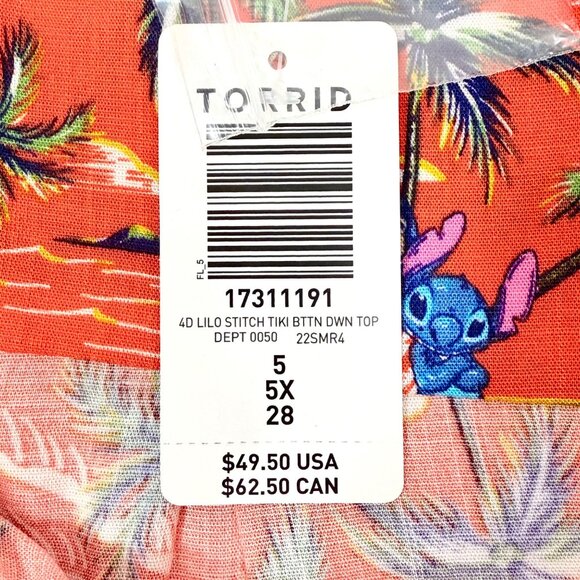 TORRID
FL_5
17311191
4D LILO STITCH TIKI BTTN DWN TOP
DEPT 0050 22SMR4
5
5X
28
$49.50 USA
$62.50 CAN